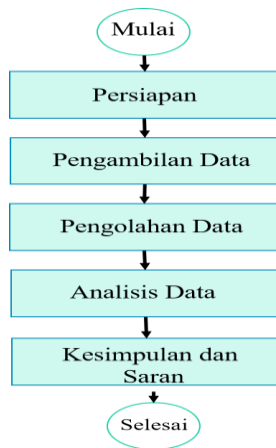 Mulai
Persiapan
Pengambilan Data
Pengolahan Data
Analisis Data
Kesimpulan dan
Saran
Selesai